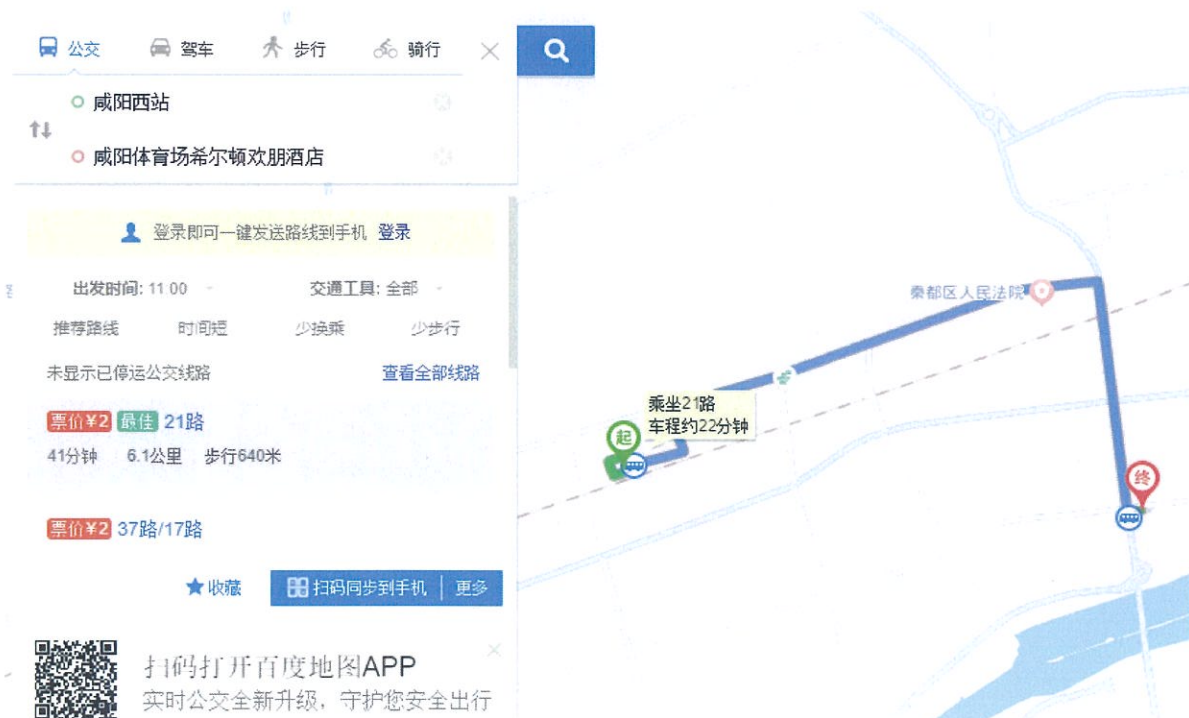 公交 驾车 步行 骑行
咸阳西站
咸阳体育场希尔顿欢朋酒店
登录即可一键发送路线到手机 登录
出发时间: 11:00 交通工具: 全部
推荐路线 时间短 少换乘 少步行
未显示已停运公交线路 查看全部线路
票价¥2 最佳 21路
41分钟 6.1公里 步行640米
票价¥2 37路/17路
收藏 扫码同步到手机 更多
扫码打开百度地图APP
实时公交全新升级，守护您安全出行
秦都区人民法院
乘坐21路
车程约22分钟
起
终